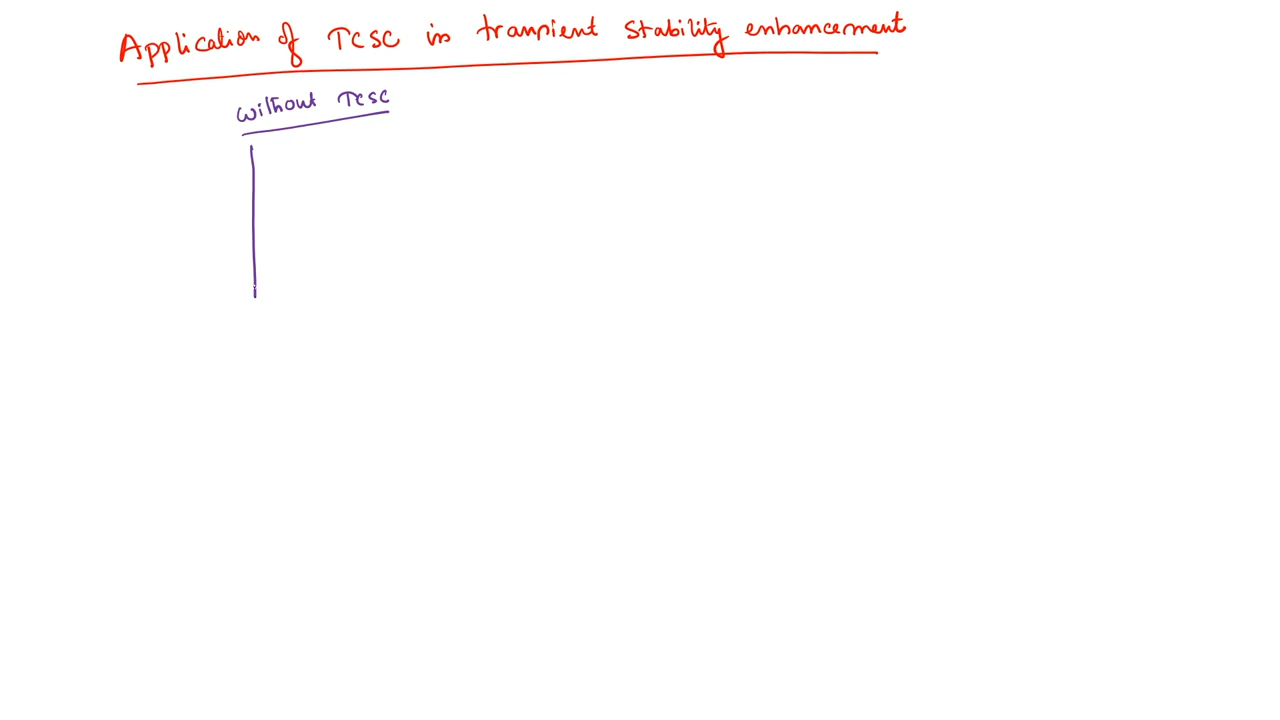 Application of TCSC in transient stability enhancement
without TCSC